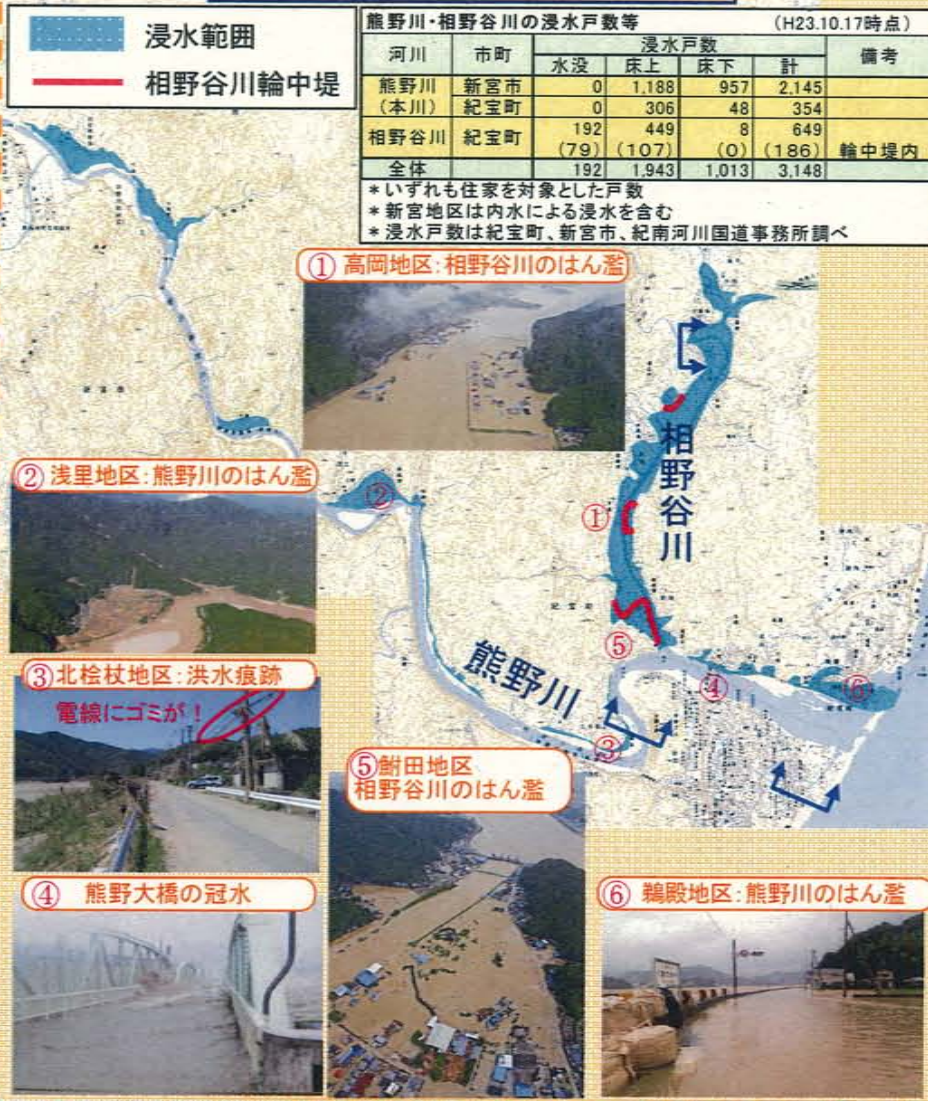 浸水範囲
相野谷川輪中堤
熊野川・相野谷川の浸水戸数等 (H23.10.17時点)
河川 市町 浸水戸数 備考
水没 床上 床下 計
熊野川 新宮市 0 1,188 957 2,145
(本川) 紀宝町 0 306 48 354
相野谷川 紀宝町 192 449 8 649
(79) (107) (0) (186) 輪中堤内
全体 192 1,943 1,013 3,148
*いずれも住家を対象とした戸数
*新宮地区は内水による浸水を含む
*浸水戸数は紀宝町、新宮市、紀南河川国道事務所調べ
① 高岡地区:相野谷川のはん濫
相野谷川
② 浅里地区:熊野川のはん濫
②
①
紀宝町
⑤
熊野川
④
⑥
③
③ 北桧杖地区:洪水痕跡
電線にゴミが!
⑤ 鮒田地区
相野谷川のはん濫
④ 熊野大橋の冠水
⑥ 鵜殿地区:熊野川のはん濫